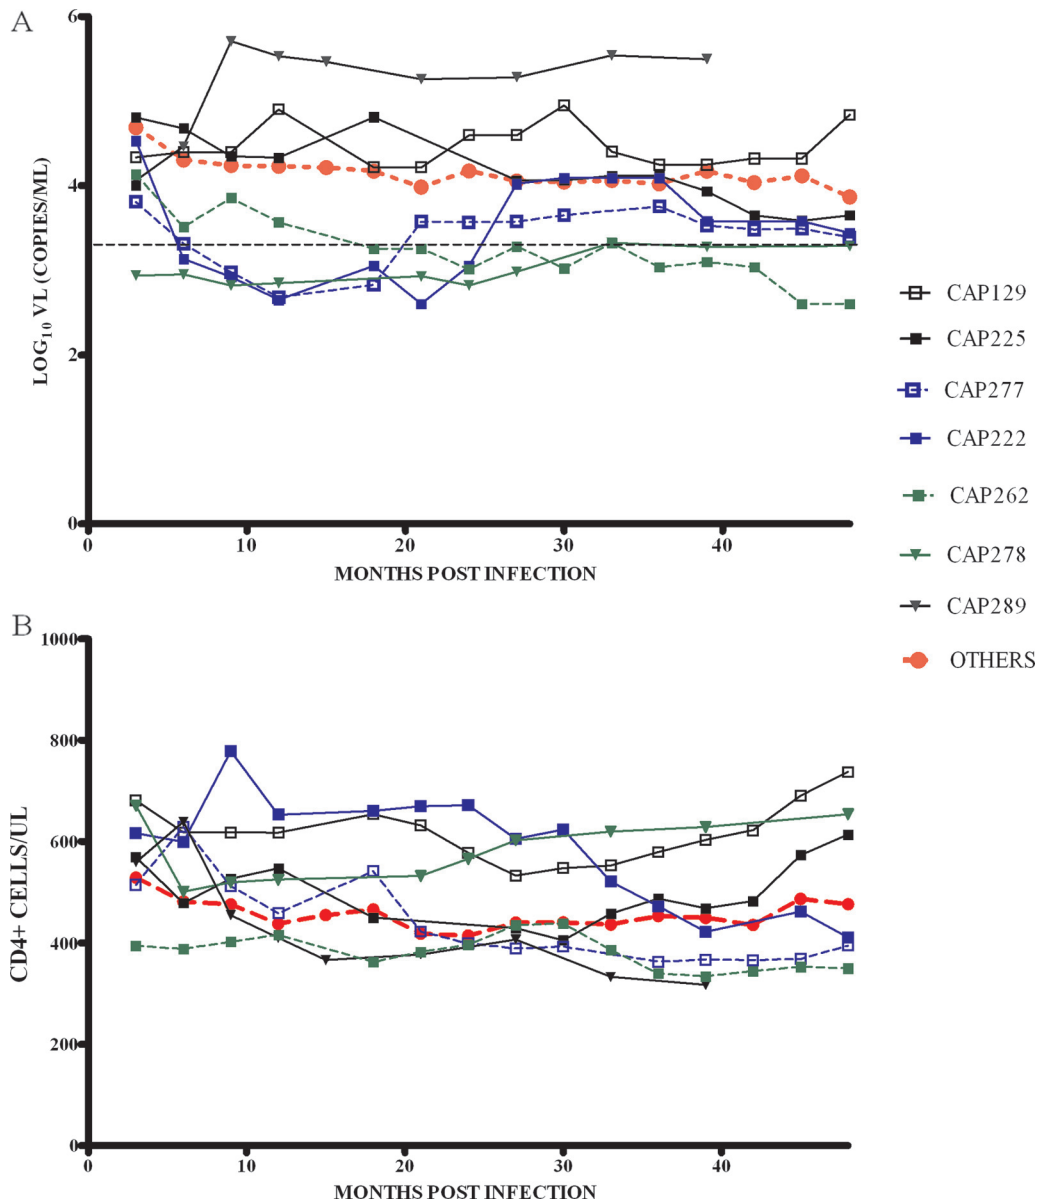 A
6
4
2
0
LOG10 VL (COPIES/ML)
0 10 20 30 40
MONTHS POST INFECTION
CAP129
CAP225
CAP277
CAP222
CAP262
CAP278
CAP289
OTHERS
B
1000
800
600
400
200
0
CD4+ CELLS/UL
0 10 20 30 40
MONTHS POST INFECTION